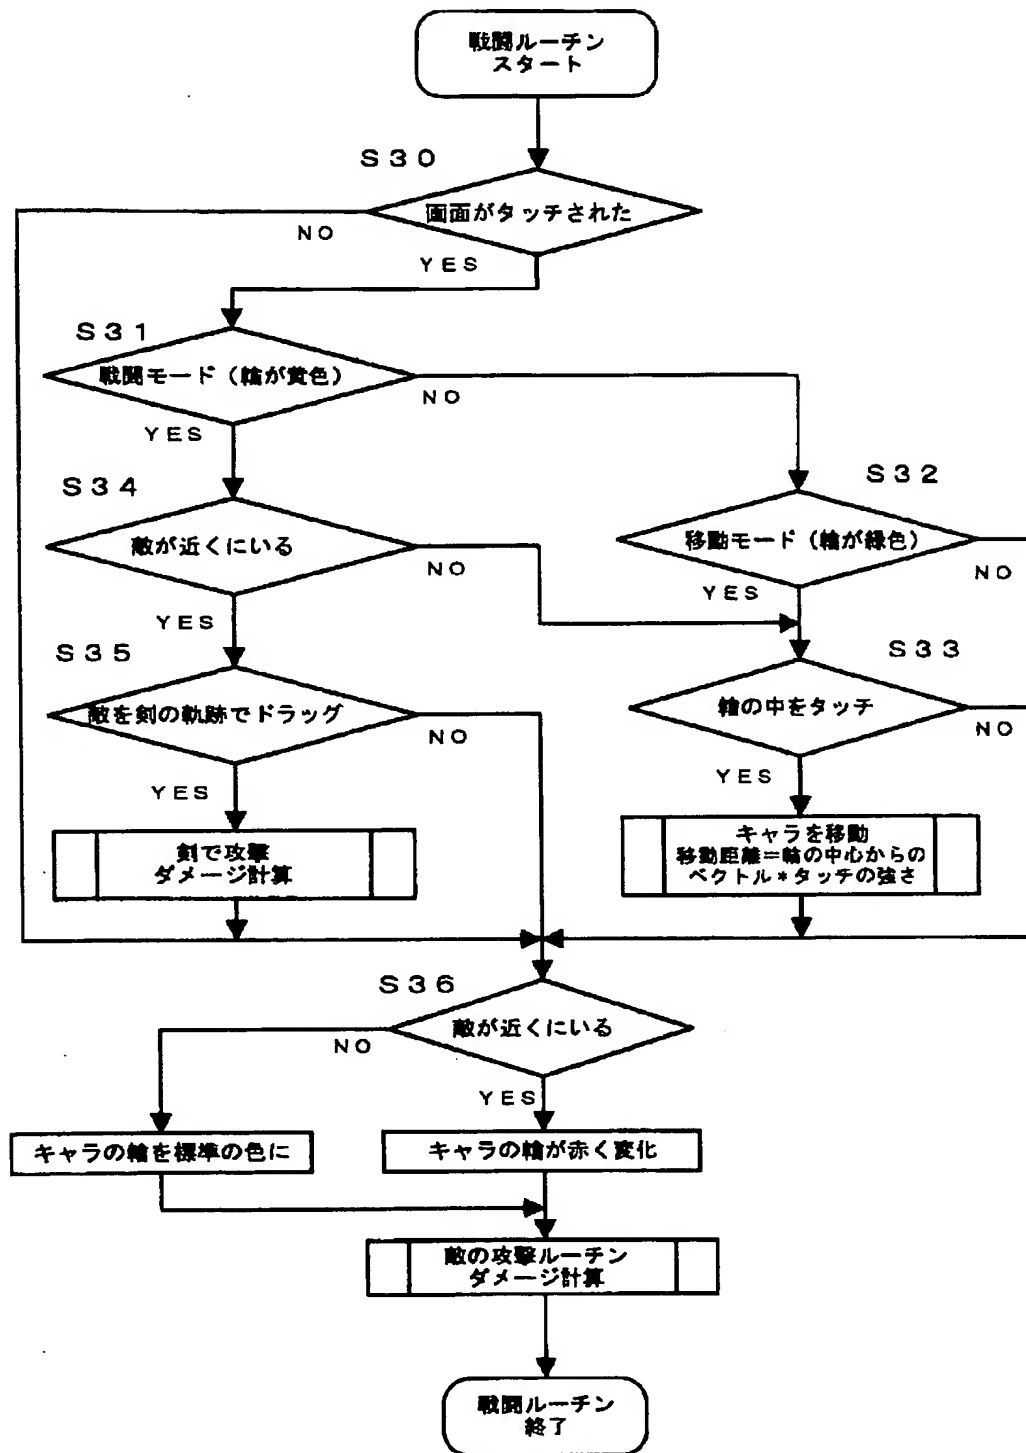 戦闘ルーチン
スタート
S30
画面がタッチされた
NO
YES
S31
戦闘モード（輪が黄色）
NO
YES
S34
敵が近くにいる
NO
YES
S32
移動モード（輪が緑色）
NO
YES
S35
敵を剣の軌跡でドラッグ
NO
YES
S33
輪の中をタッチ
NO
YES
剣で攻撃
ダメージ計算
キャラを移動
移動距離＝輪の中心からの
ベクトル＊タッチの強さ
S36
敵が近くにいる
NO
YES
キャラの輪を標準の色に
キャラの輪が赤く変化
敵の攻撃ルーチン
ダメージ計算
戦闘ルーチン
終了